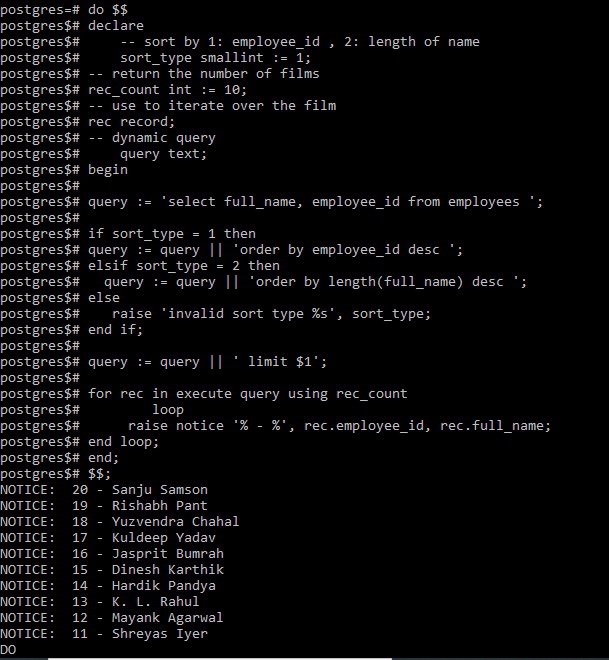 postgres=# do $$
postgres$# declare
postgres$#     -- sort by 1: employee_id , 2: length of name
postgres$#     sort_type smallint := 1;
postgres$# -- return the number of films
postgres$# rec_count int := 10;
postgres$# -- use to iterate over the film
postgres$# rec record;
postgres$# -- dynamic query
postgres$#     query text;
postgres$# begin
postgres$#
postgres$# query := 'select full_name, employee_id from employees ';
postgres$#
postgres$# if sort_type = 1 then
postgres$# query := query || 'order by employee_id desc ';
postgres$# elsif sort_type = 2 then
postgres$#   query := query || 'order by length(full_name) desc ';
postgres$# else
postgres$#    raise 'invalid sort type %s', sort_type;
postgres$# end if;
postgres$#
postgres$# query := query || ' limit $1';
postgres$#
postgres$# for rec in execute query using rec_count
postgres$#         loop
postgres$#      raise notice '% - %', rec.employee_id, rec.full_name;
postgres$# end loop;
postgres$# end;
postgres$# $$;
NOTICE:  20 - Sanju Samson
NOTICE:  19 - Rishabh Pant
NOTICE:  18 - Yuzvendra Chahal
NOTICE:  17 - Kuldeep Yadav
NOTICE:  16 - Jasprit Bumrah
NOTICE:  15 - Dinesh Karthik
NOTICE:  14 - Hardik Pandya
NOTICE:  13 - K. L. Rahul
NOTICE:  12 - Mayank Agarwal
NOTICE:  11 - Shreyas Iyer
DO